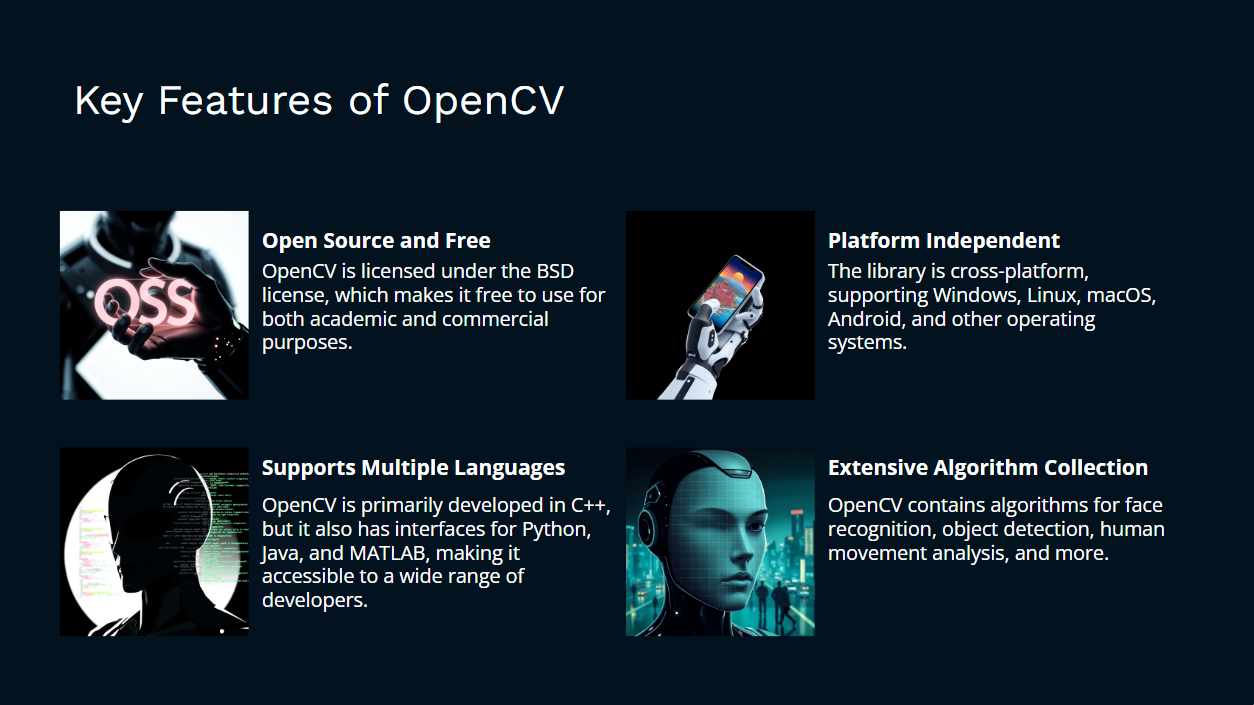 Key Features of OpenCV
OSS
Open Source and Free
OpenCV is licensed under the BSD
license, which makes it free to use for
both academic and commercial
purposes.
Platform Independent
The library is cross-platform,
supporting Windows, Linux, macOS,
Android, and other operating
systems.
Supports Multiple Languages
OpenCV is primarily developed in C++,
but it also has interfaces for Python,
Java, and MATLAB, making it
accessible to a wide range of
developers.
Extensive Algorithm Collection
OpenCV contains algorithms for face
recognition, object detection, human
movement analysis, and more.